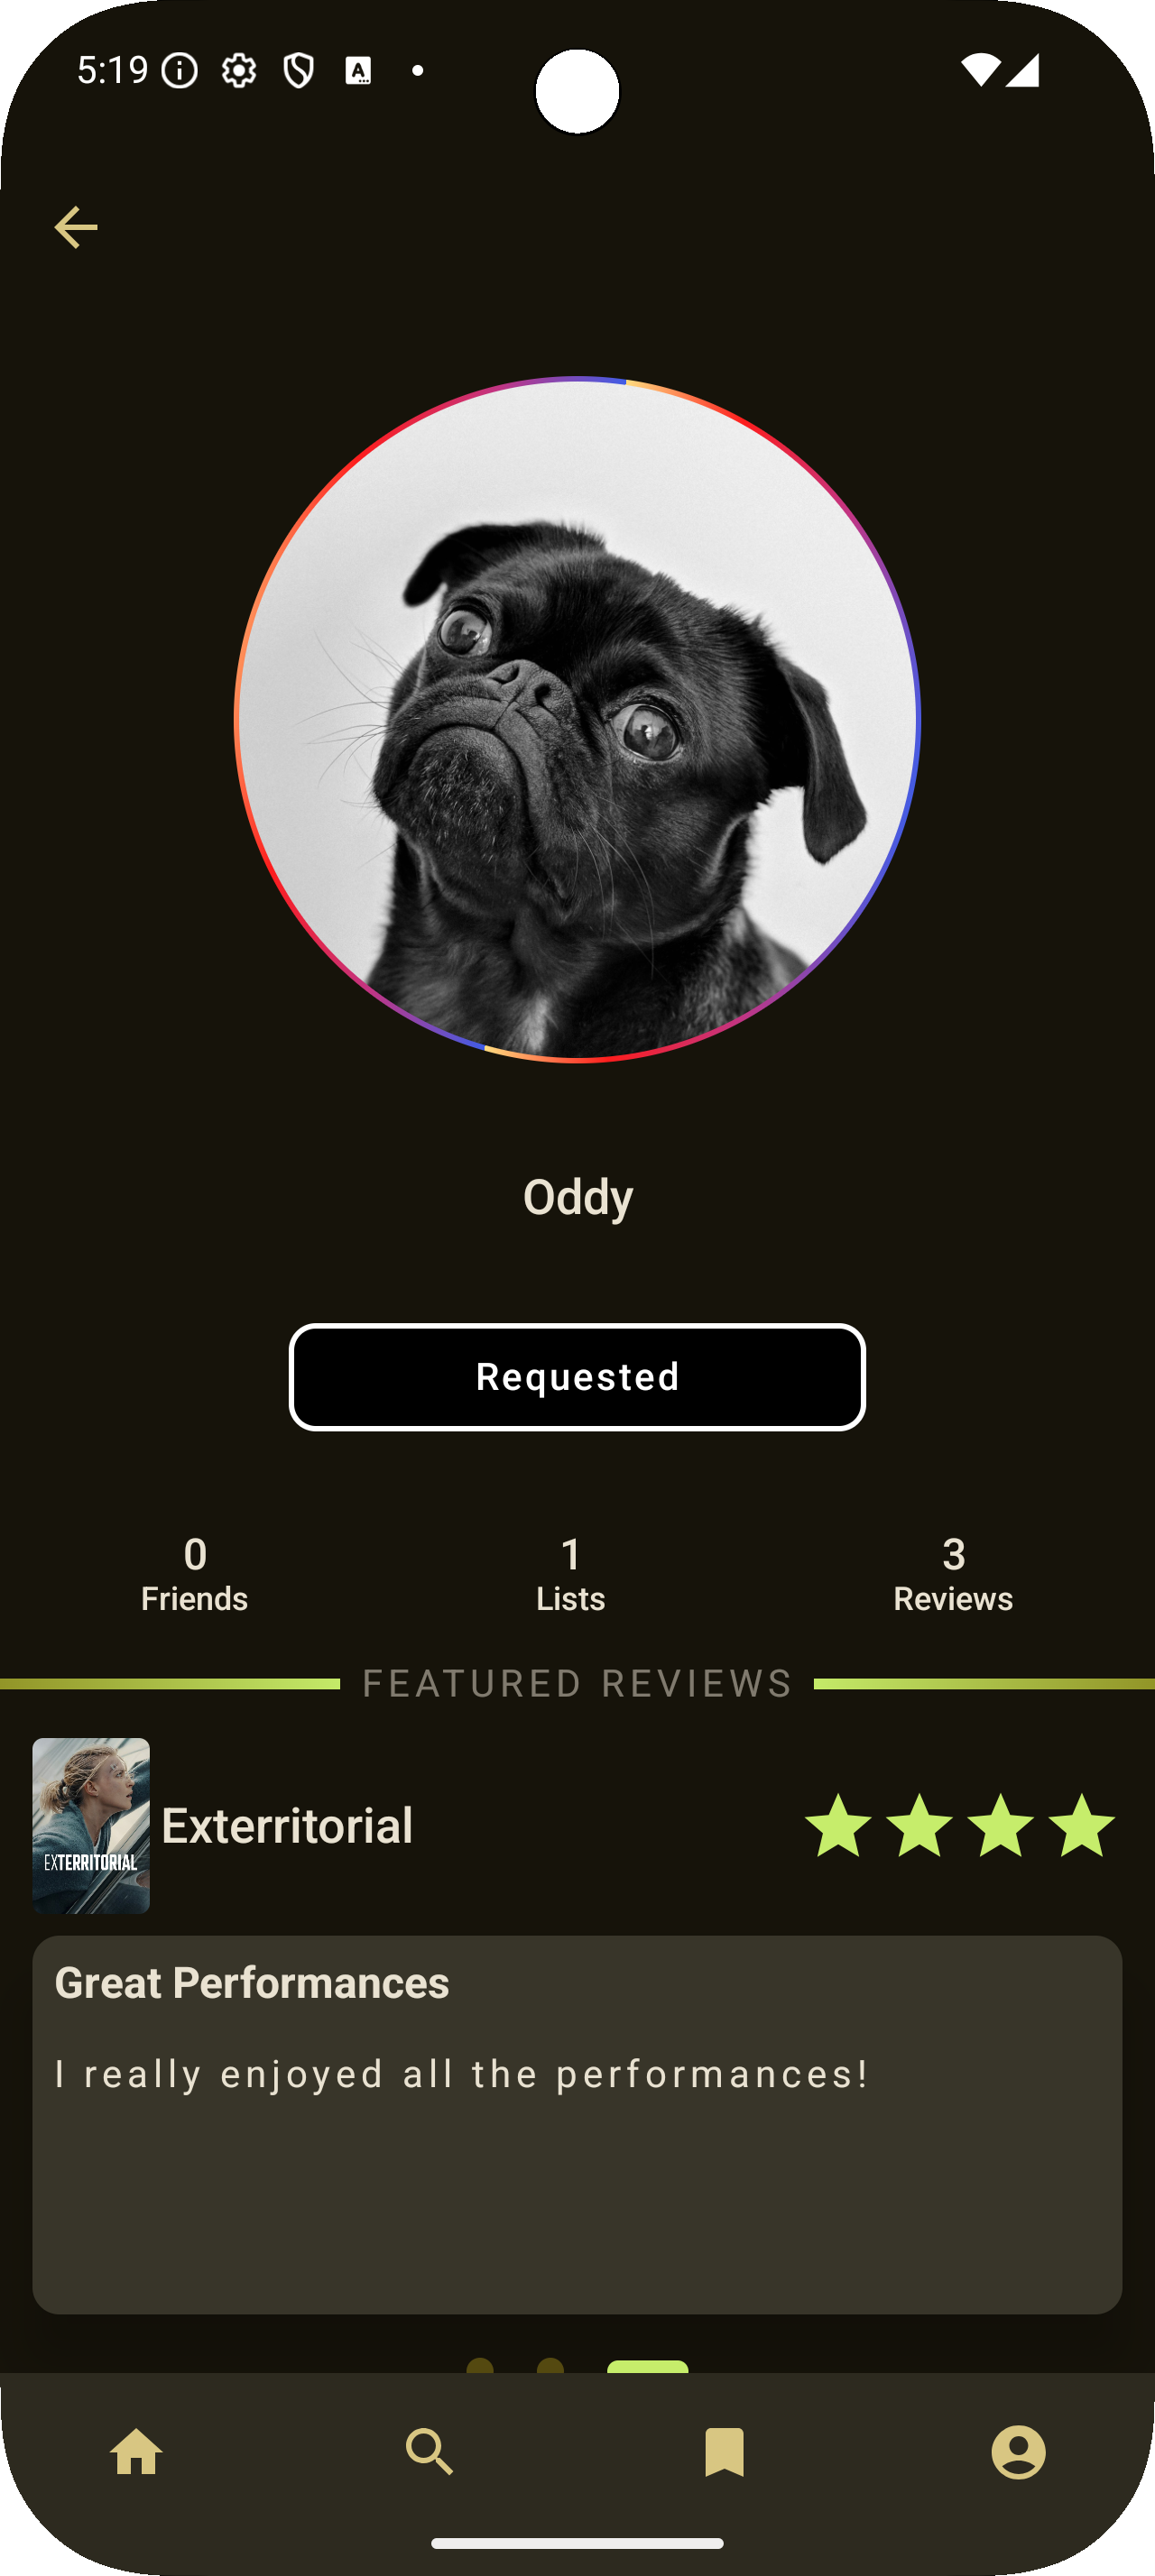 5:19
Oddy
Requested
0 1 3
Friends Lists Reviews
FEATURED REVIEWS
EXTERRITORIAL
Exterritorial
Great Performances
I really enjoyed all the performances!